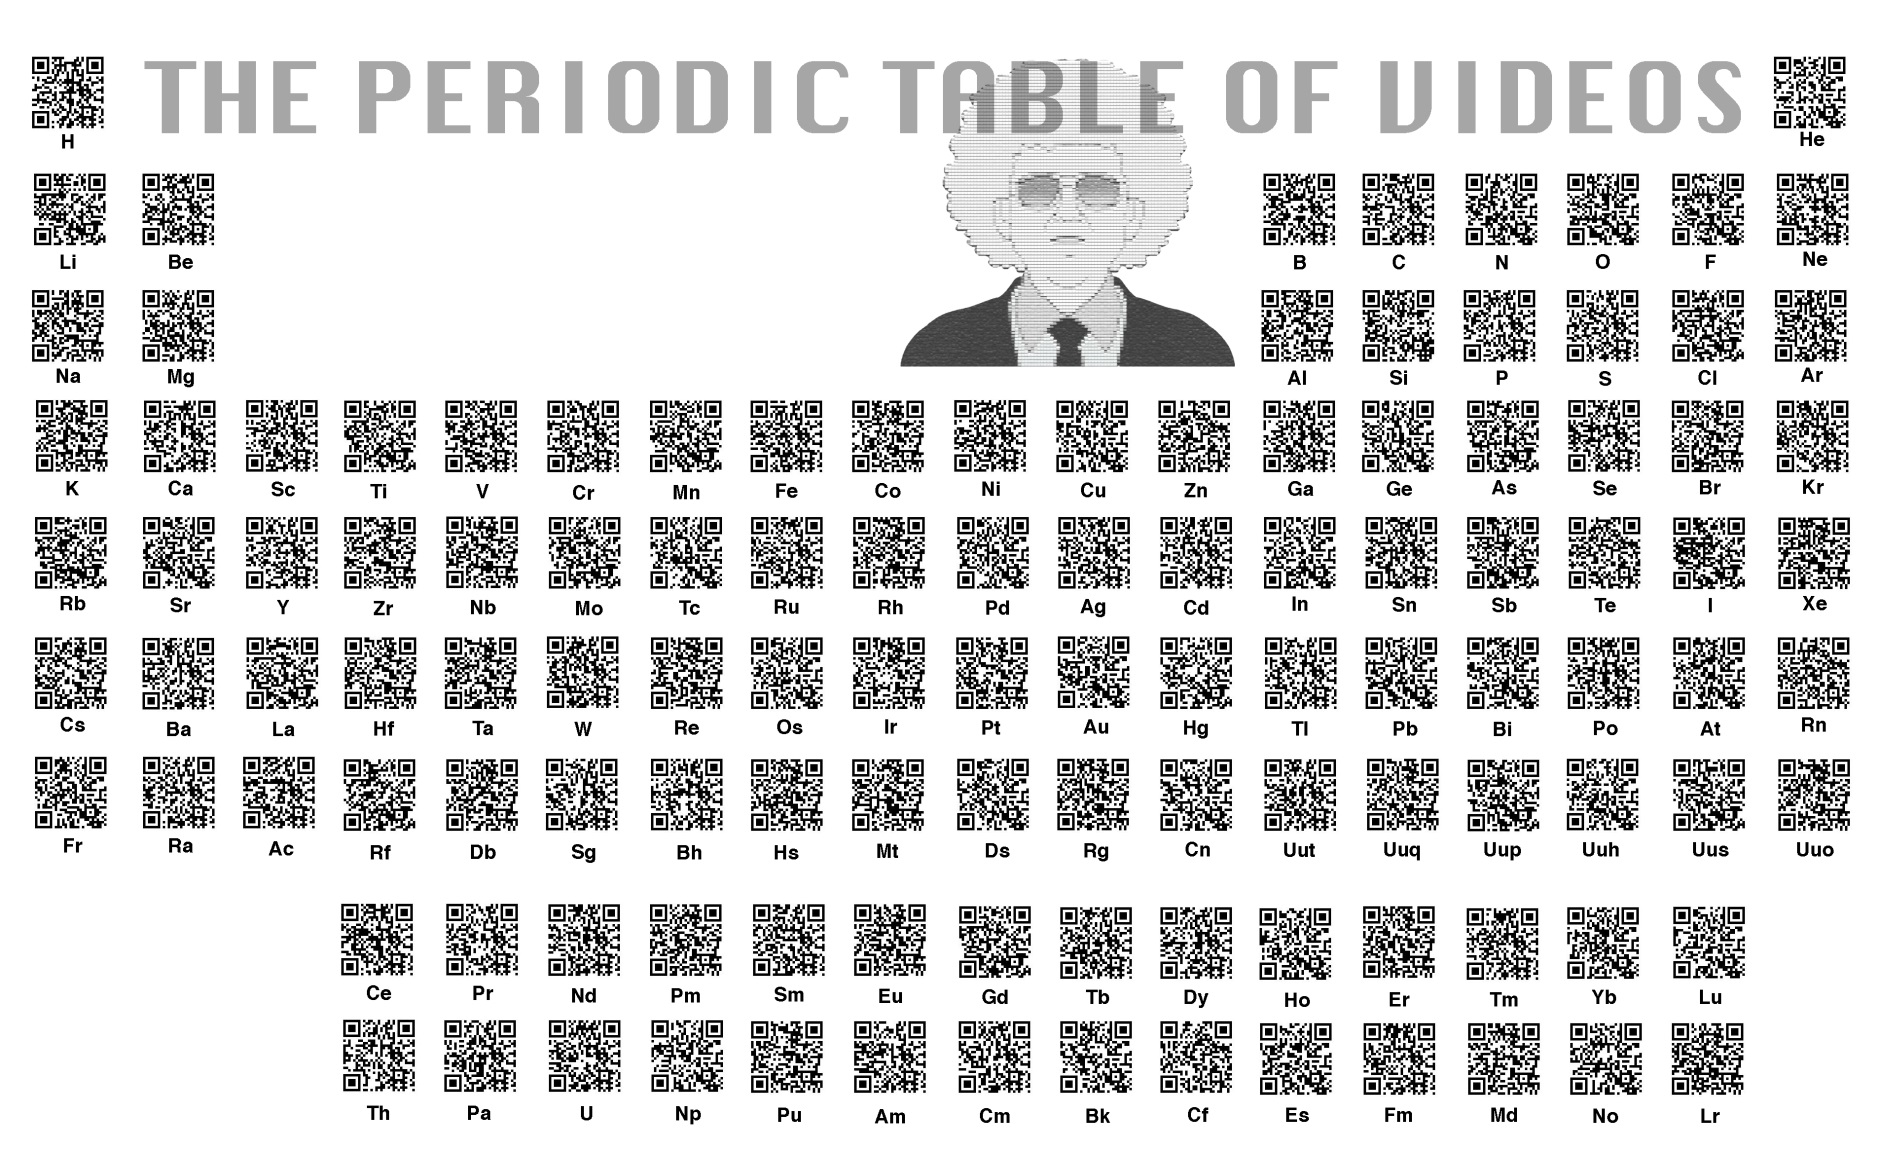 THE PERIODIC TABLE OF VIDEOS
H He
Li Be B C N O F Ne
Na Mg Al Si P S Cl Ar
K Ca Sc Ti V Cr Mn Fe Co Ni Cu Zn Ga Ge As Se Br Kr
Rb Sr Y Zr Nb Mo Tc Ru Rh Pd Ag Cd In Sn Sb Te I Xe
Cs Ba La Hf Ta W Re Os Ir Pt Au Hg Tl Pb Bi Po At Rn
Fr Ra Ac Rf Db Sg Bh Hs Mt Ds Rg Cn Uut Uuq Uup Uuh Uus Uuo
Ce Pr Nd Pm Sm Eu Gd Tb Dy Ho Er Tm Yb Lu
Th Pa U Np Pu Am Cm Bk Cf Es Fm Md No Lr